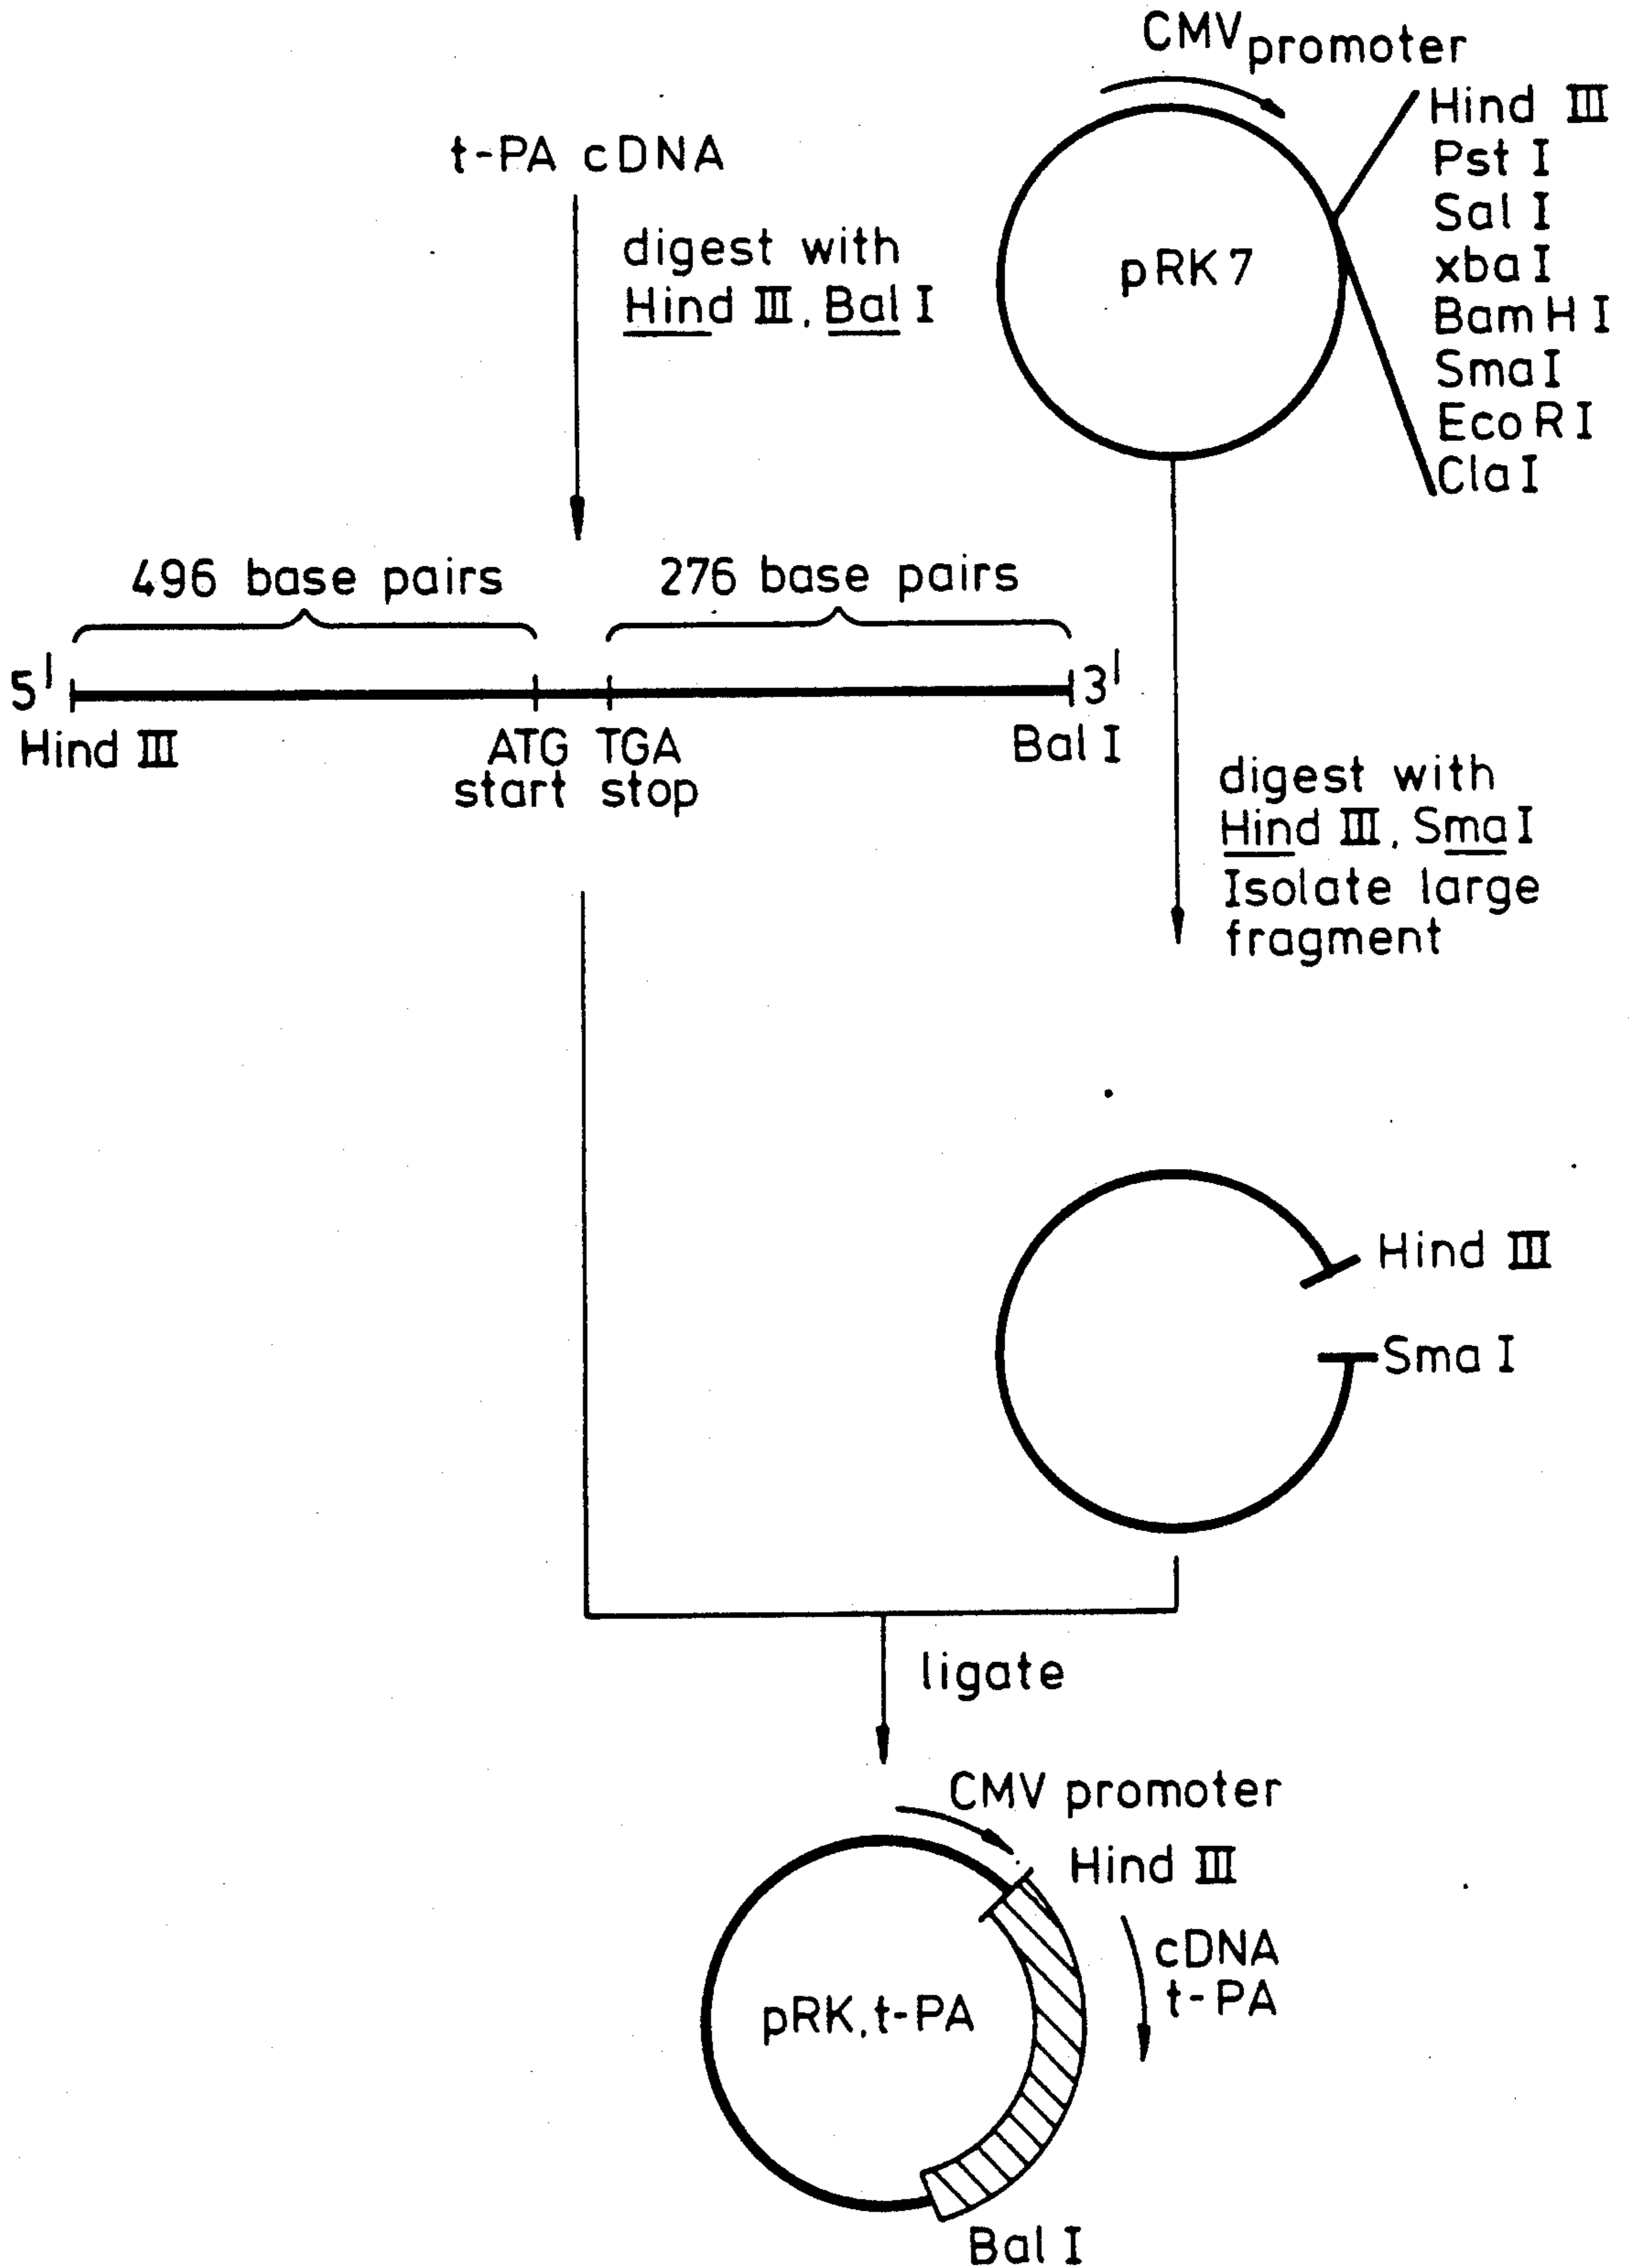 CMV promoter
t-PA cDNA
digest with
Hind III, Bal I
pRK7
Hind III
Pst I
Sal I
xba I
Bam H I
Sma I
Eco R I
Cla I
496 base pairs
276 base pairs
5'
3'
Hind III
ATG TGA
start stop
Bal I
digest with
Hind III, Sma I
Isolate large
fragment
Hind III
Sma I
ligate
CMV promoter
Hind III
cDNA
t-PA
pRK, t-PA
Bal I